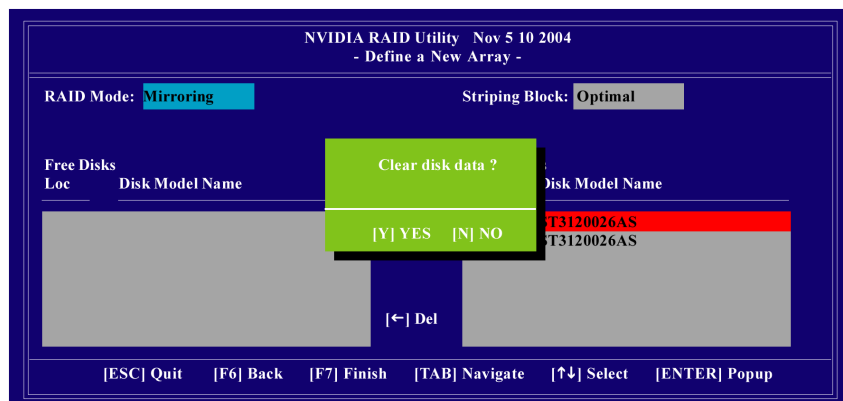 NVIDIA RAID Utility Nov 5 10 2004
- Define a New Array -
RAID Mode: Mirroring Striping Block: Optimal
Free Disks
Clear disk data ?
Loc Disk Model Name Disk Model Name
ST3120026AS
[Y] YES [N] NO
ST3120026AS
[←] Del
[ESC] Quit [F6] Back [F7] Finish [TAB] Navigate [↑↓] Select [ENTER] Popup